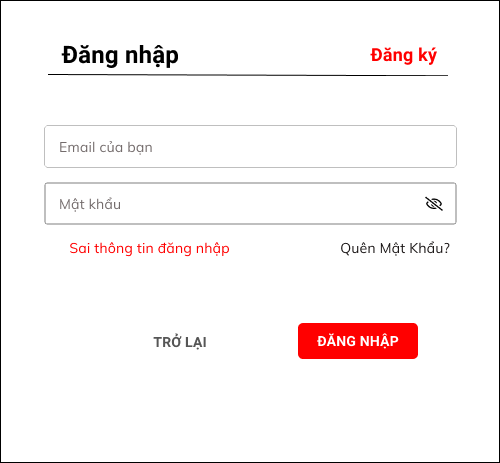 Đăng nhập
Đăng ký
Email của bạn
Mật khẩu
Sai thông tin đăng nhập
Quên Mật Khẩu?
TRỞ LẠI
ĐĂNG NHẬP